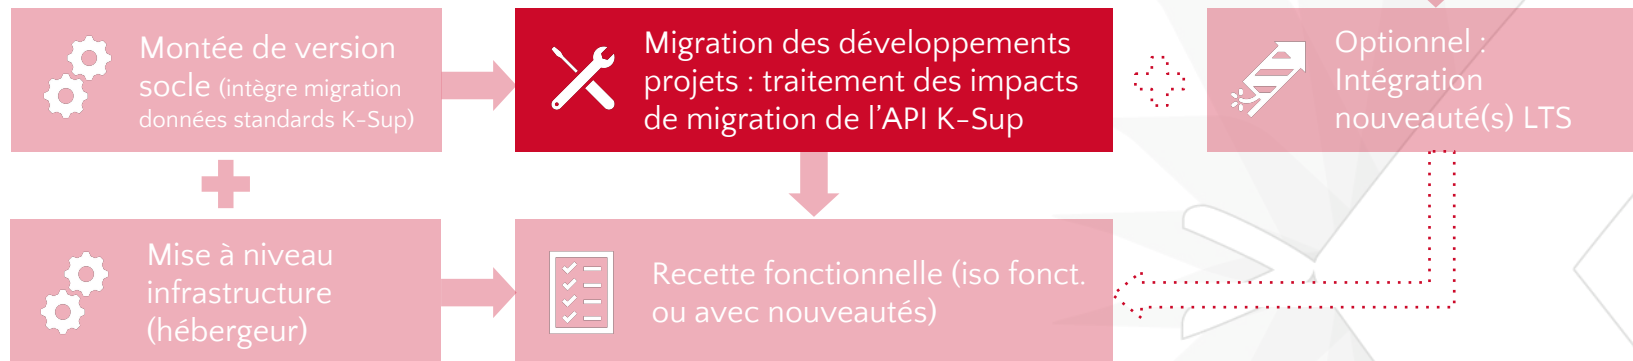 Montée de version
socle (intègre migration
données standards K-Sup)
Migration des développements
projets : traitement des impacts
de migration de l'API K-Sup
Optionnel :
Intégration
nouveauté(s) LTS
Mise à niveau
infrastructure
(hébergeur)
Recette fonctionnelle (iso fonct.
ou avec nouveautés)